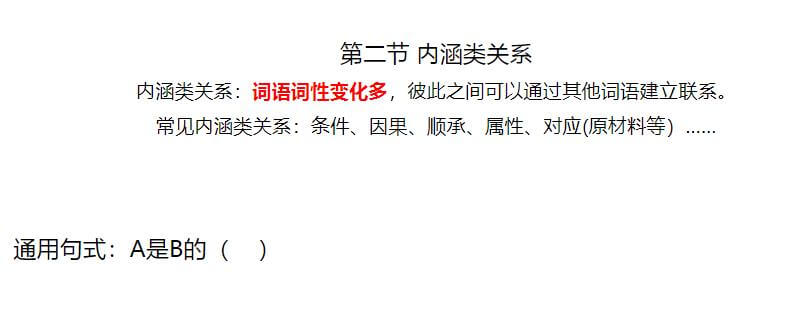 第二节 内涵类关系
内涵类关系：词语词性变化多，彼此之间可以通过其他词语建立联系。
常见内涵类关系：条件、因果、顺承、属性、对应(原材料等）......
通用句式：A是B的（    ）